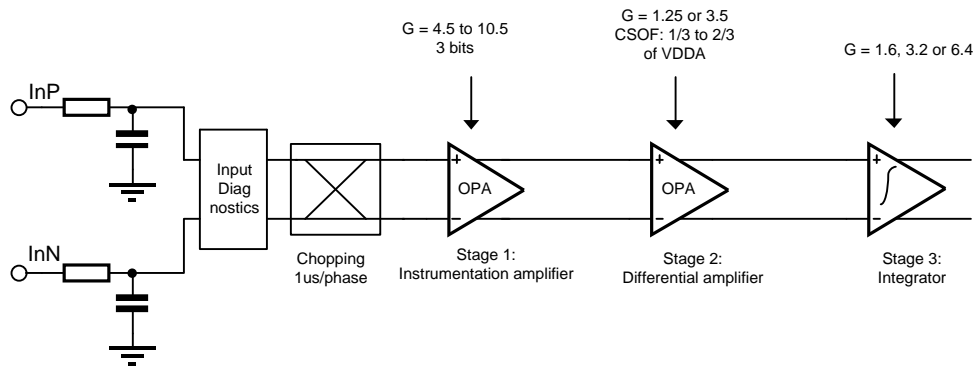 G = 4.5 to 10.5
3 bits
G = 1.25 or 3.5
CSOF: 1/3 to 2/3
of VDDA
G = 1.6, 3.2 or 6.4
InP
InN
Input
Diag
nostics
Chopping
1us/phase
+
OPA
−
Stage 1:
Instrumentation amplifier
+
OPA
−
Stage 2:
Differential amplifier
+
−
Stage 3:
Integrator